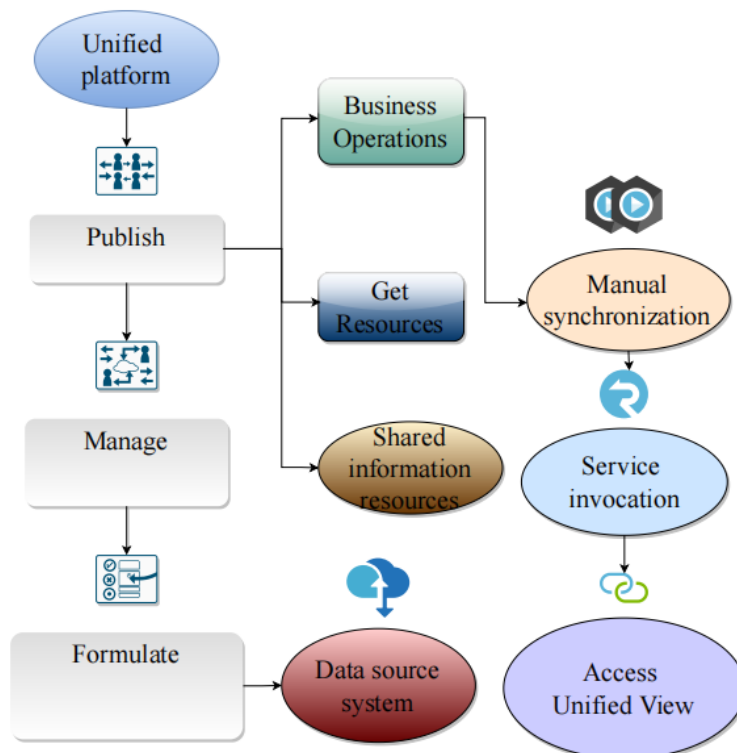 Unified
platform
Publish
Manage
Formulate
Business
Operations
Get
Resources
Shared
information
resources
Data source
system
Manual
synchronization
Service
invocation
Access
Unified View